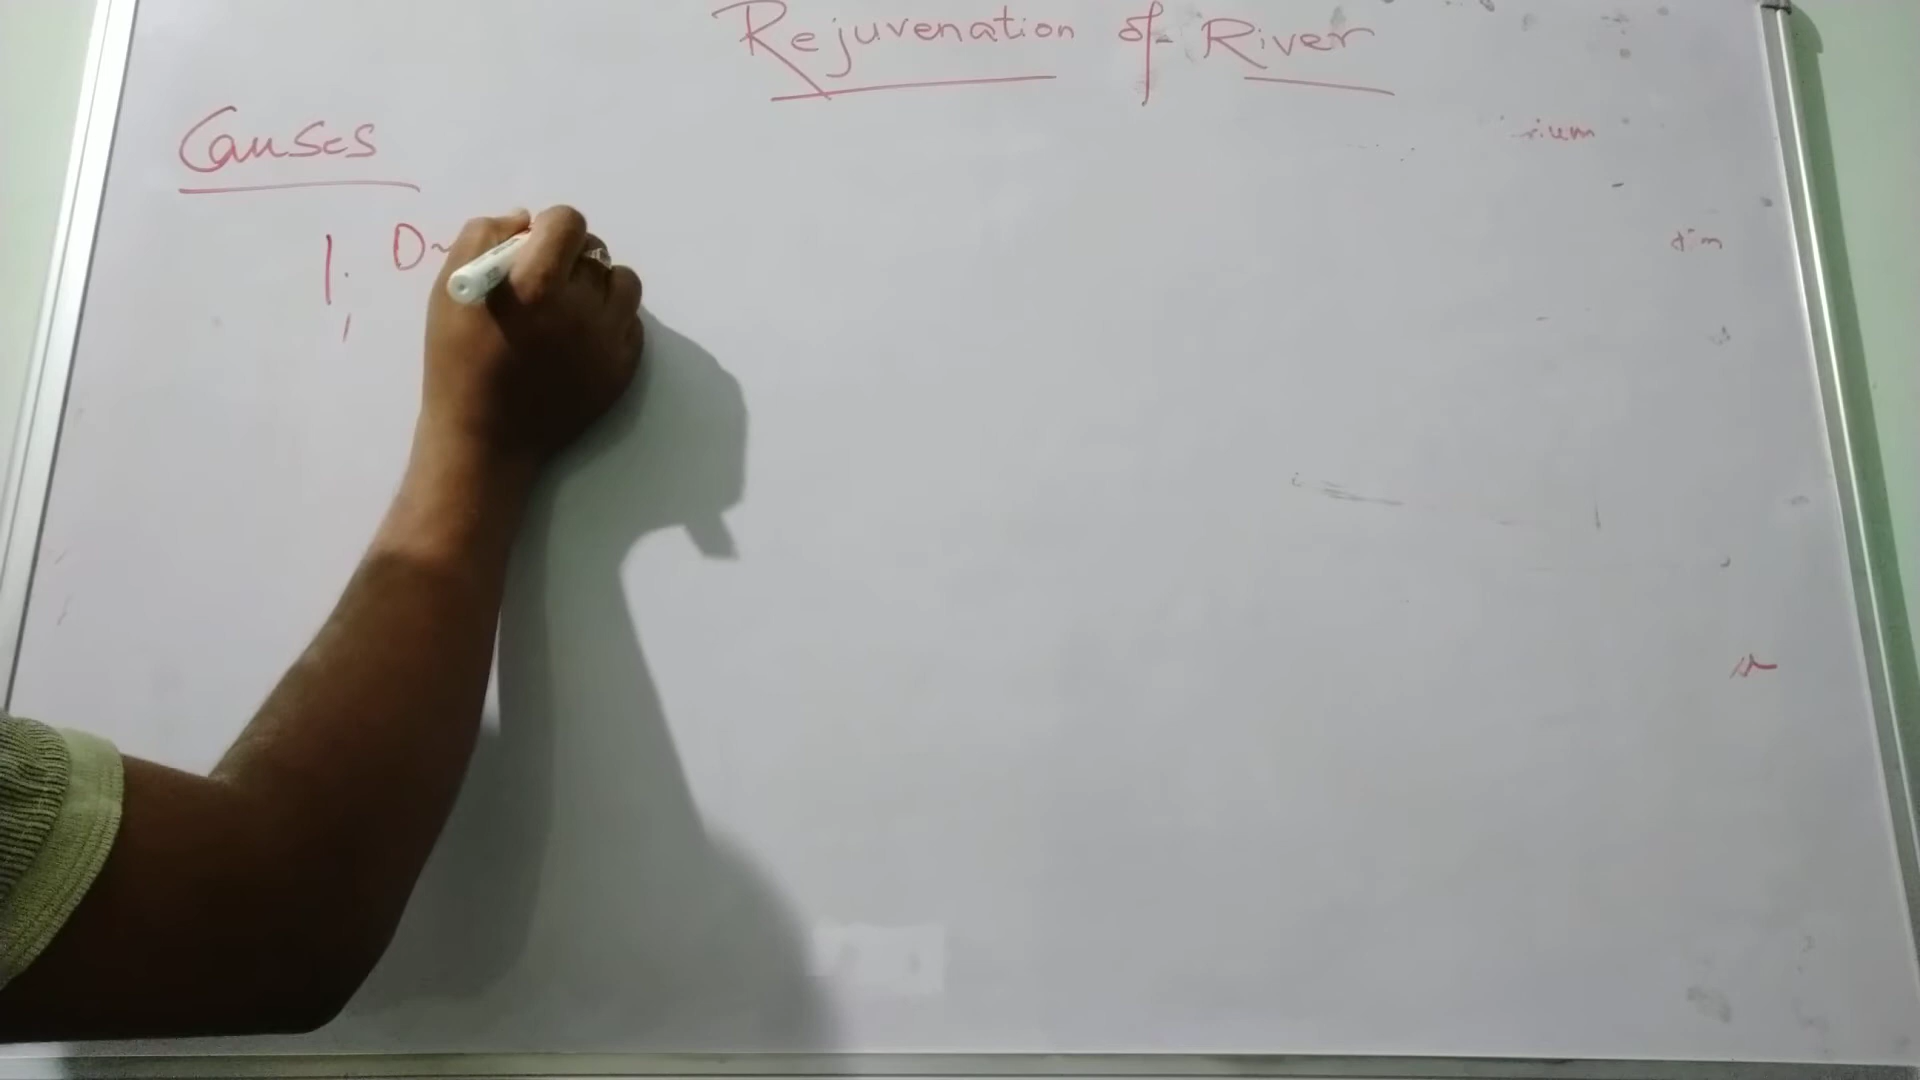 Rejuvenation of River
Causes
1.